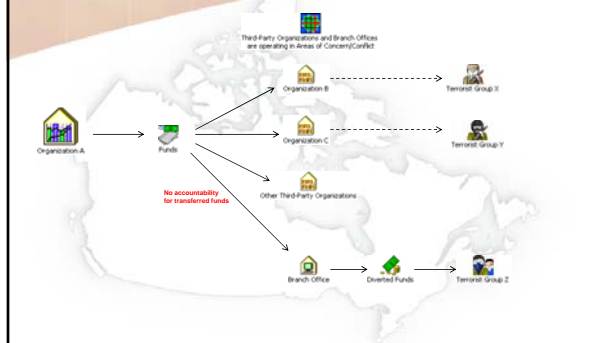 Third-Party Organizations and Branch Offices
are operating in Areas of Concern/Conflict
Organization B
Terrorist Group X
Organization A
Funds
Organization C
Terrorist Group Y
No accountability
for transferred funds
Other Third-Party Organizations
Branch Office
Diverted Funds
Terrorist Group Z